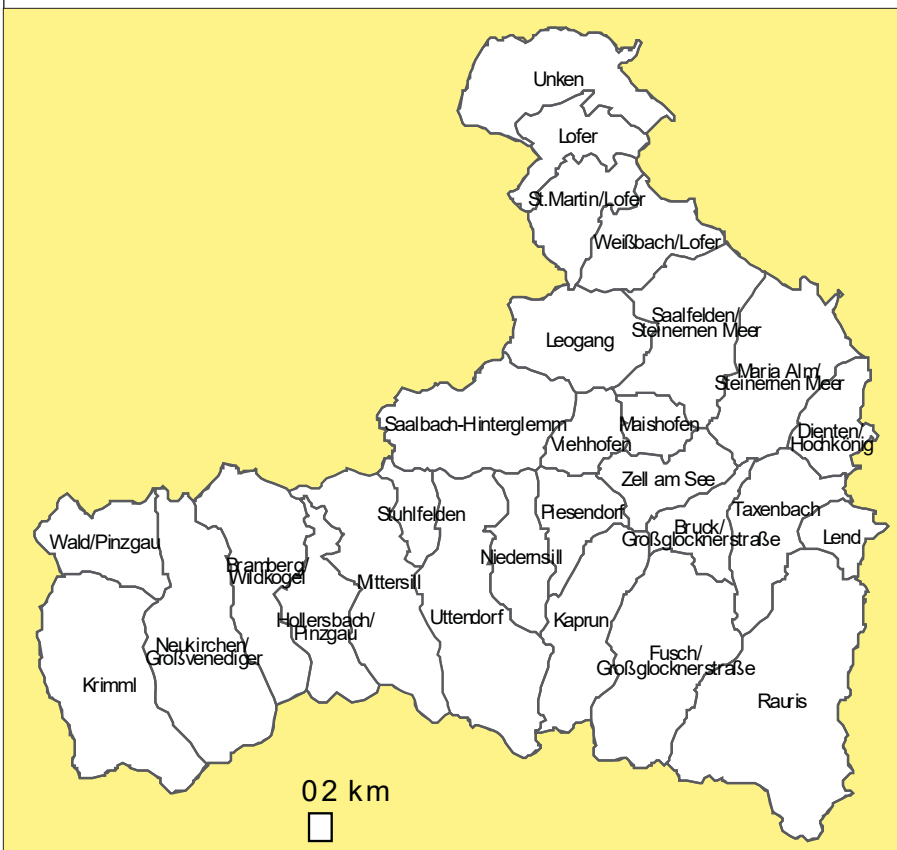 Unken
Lofer
St.Martin/Lofer
Weißbach/Lofer
Saalfelden/
Steinernen Meer
Leogang
Maria Alm/
Steinernen Meer
Saalbach-Hinterglemm
Viehhofen
Maishofen
Dienten/
Hochkönig
Zell am See
Stuhlfelden
Piesendorf
Taxenbach
Bruck/
Großglocknerstraße
Lend
Wald/Pinzgau
Niedernsill
Bramberg/
Wildkogel
Mittersill
Uttendorf
Kaprun
Hollersbach/
Pinzgau
Neukirchen/
Großvenediger
Fusch/
Großglocknerstraße
Krimml
Rauris
02 km